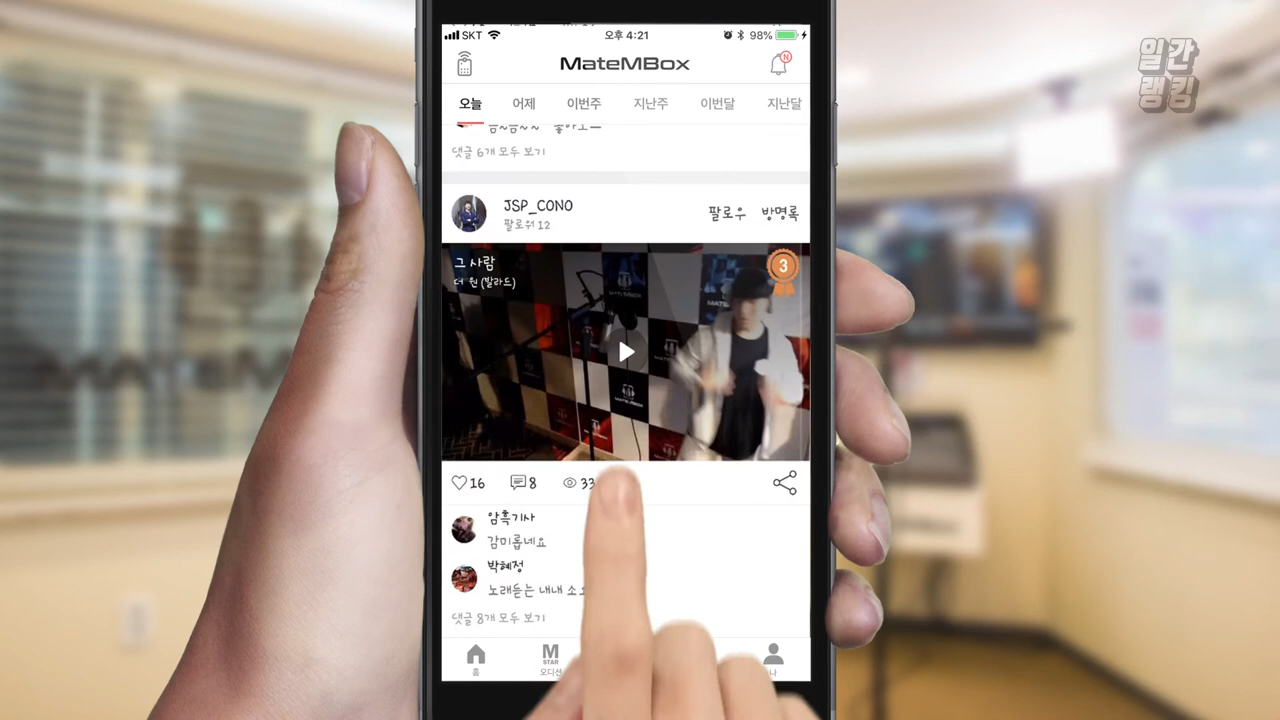 SKT 오후 4:21 98%
MateMBox
N
일간
랭킹
오늘 어제 이번주 지난주 이번달 지난달
댓글 6개 모두 보기
JSP_CONO
팔로워 12
팔로우 방명록
그 사람
더 원 (발라드)
3
16 8 33
암흑기사
감미롭네요
박혜정
노래듣는 내내 소
댓글 8개 모두 보기
홈
M
STAR
오디션
나